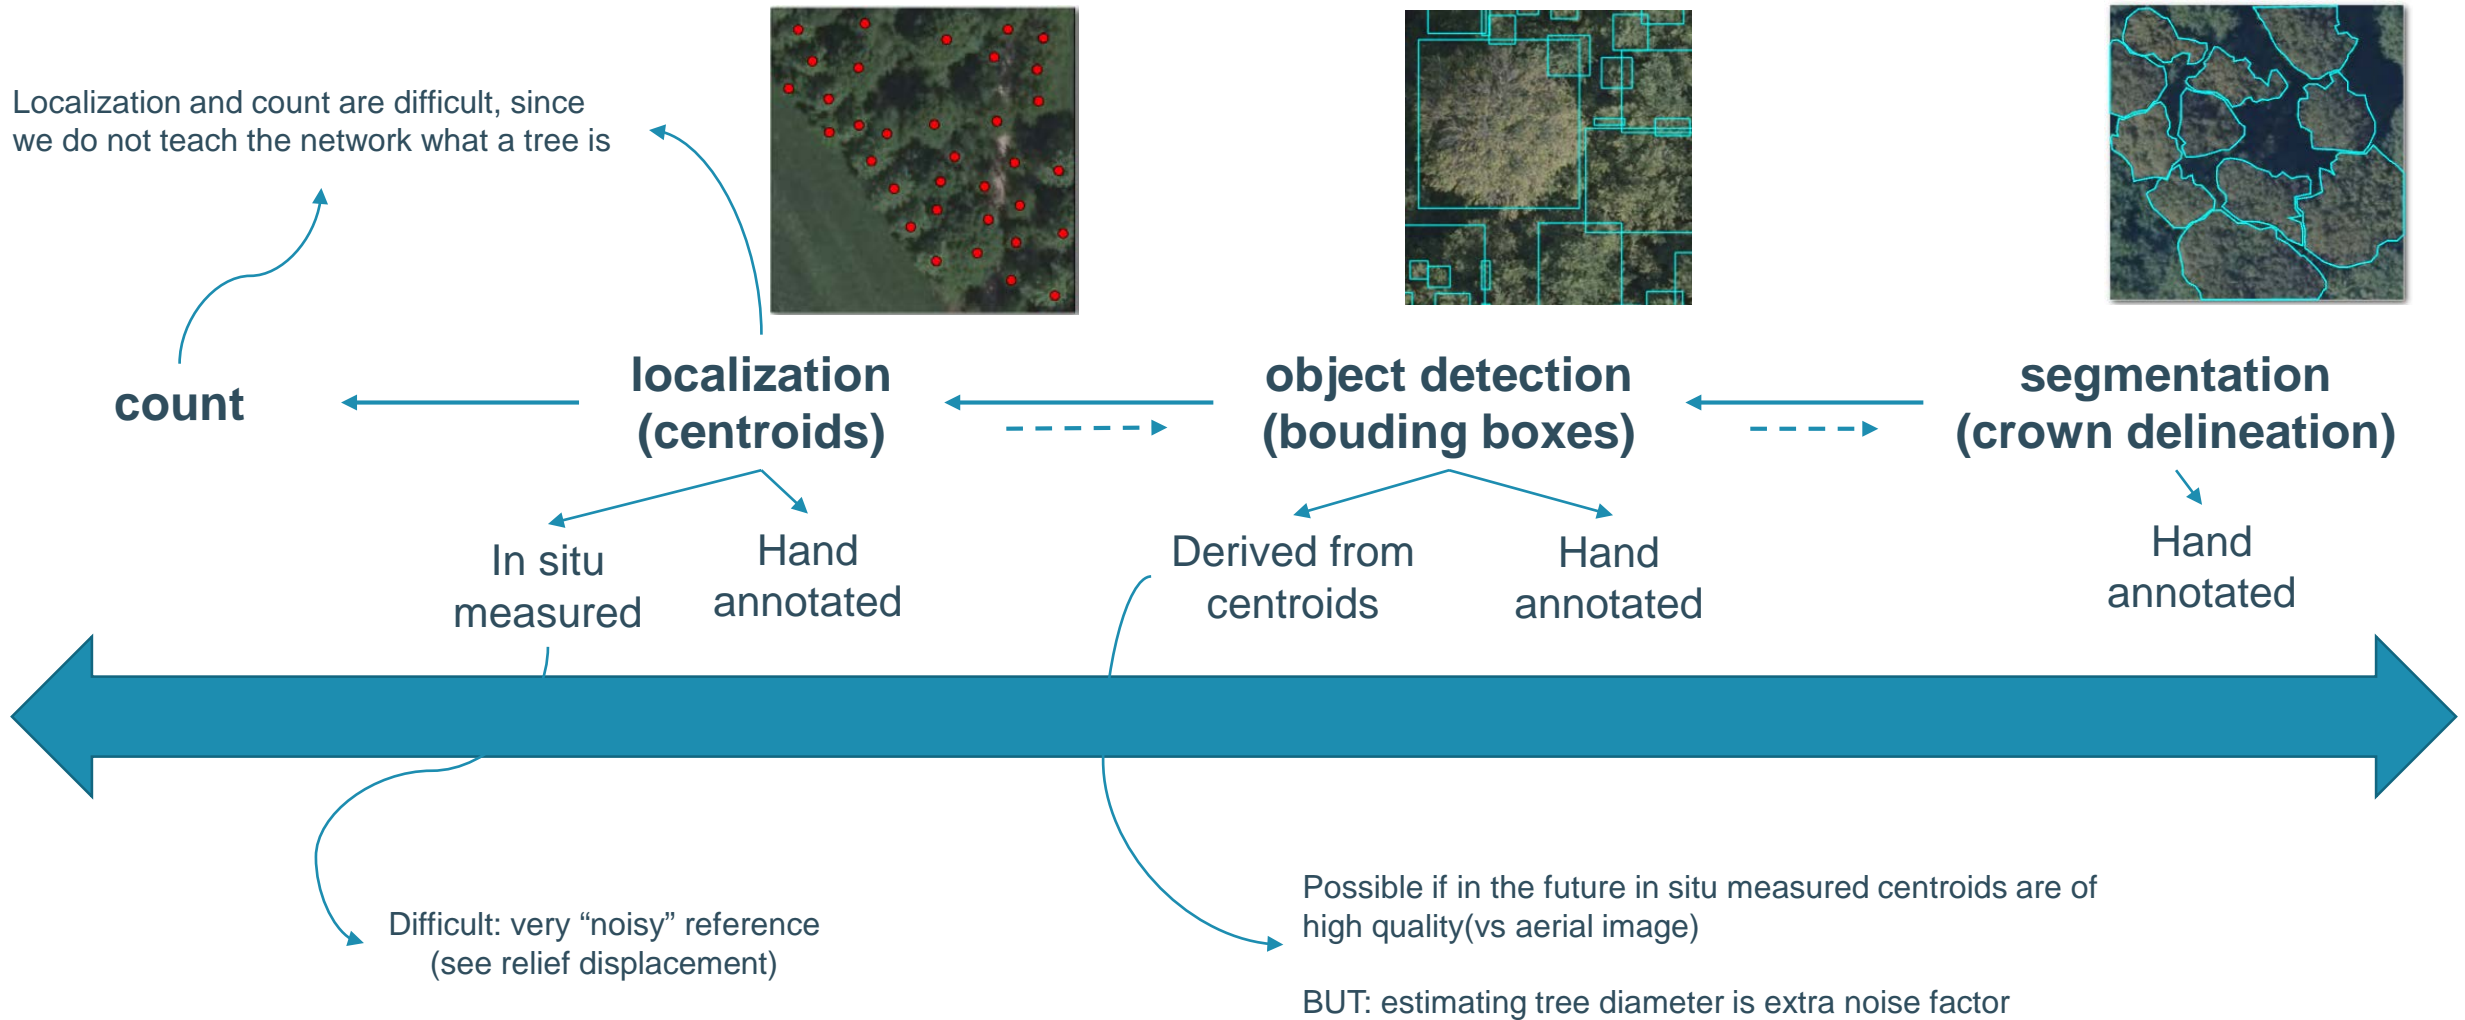 Localization and count are difficult, since
we do not teach the network what a tree is
count
localization
(centroids)
object detection
(bouding boxes)
segmentation
(crown delineation)
In situ
measured
Hand
annotated
Derived from
centroids
Hand
annotated
Hand
annotated
Difficult: very “noisy” reference
(see relief displacement)
Possible if in the future in situ measured centroids are of
high quality(vs aerial image)
BUT: estimating tree diameter is extra noise factor